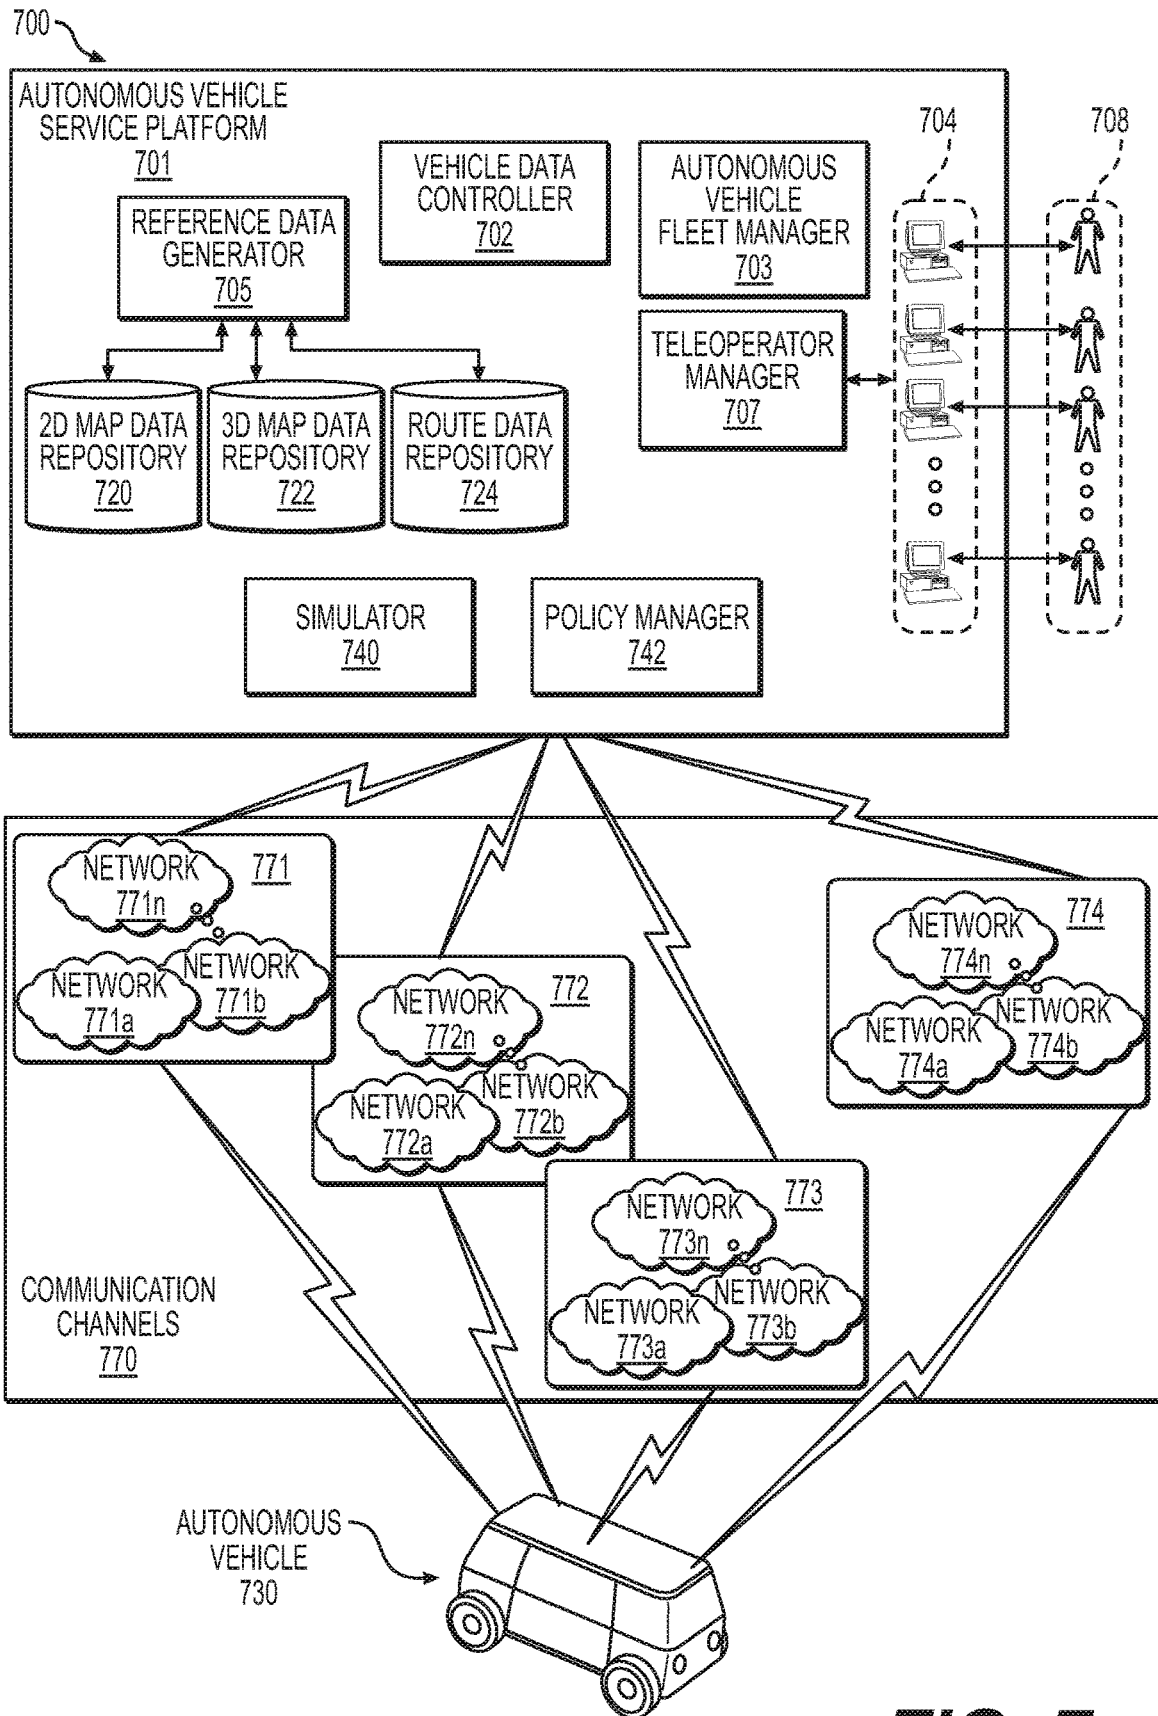 700
AUTONOMOUS VEHICLE
SERVICE PLATFORM
701
704
708
VEHICLE DATA
CONTROLLER
702
AUTONOMOUS
VEHICLE
FLEET MANAGER
703
REFERENCE DATA
GENERATOR
705
TELEOPERATOR
MANAGER
707
2D MAP DATA
REPOSITORY
720
3D MAP DATA
REPOSITORY
722
ROUTE DATA
REPOSITORY
724
SIMULATOR
740
POLICY MANAGER
742
NETWORK
771n
771
NETWORK
771a
NETWORK
771b
NETWORK
772n
772
NETWORK
772a
NETWORK
772b
NETWORK
773n
773
NETWORK
773a
NETWORK
773b
NETWORK
774n
774
NETWORK
774a
NETWORK
774b
COMMUNICATION
CHANNELS
770
AUTONOMOUS
VEHICLE
730